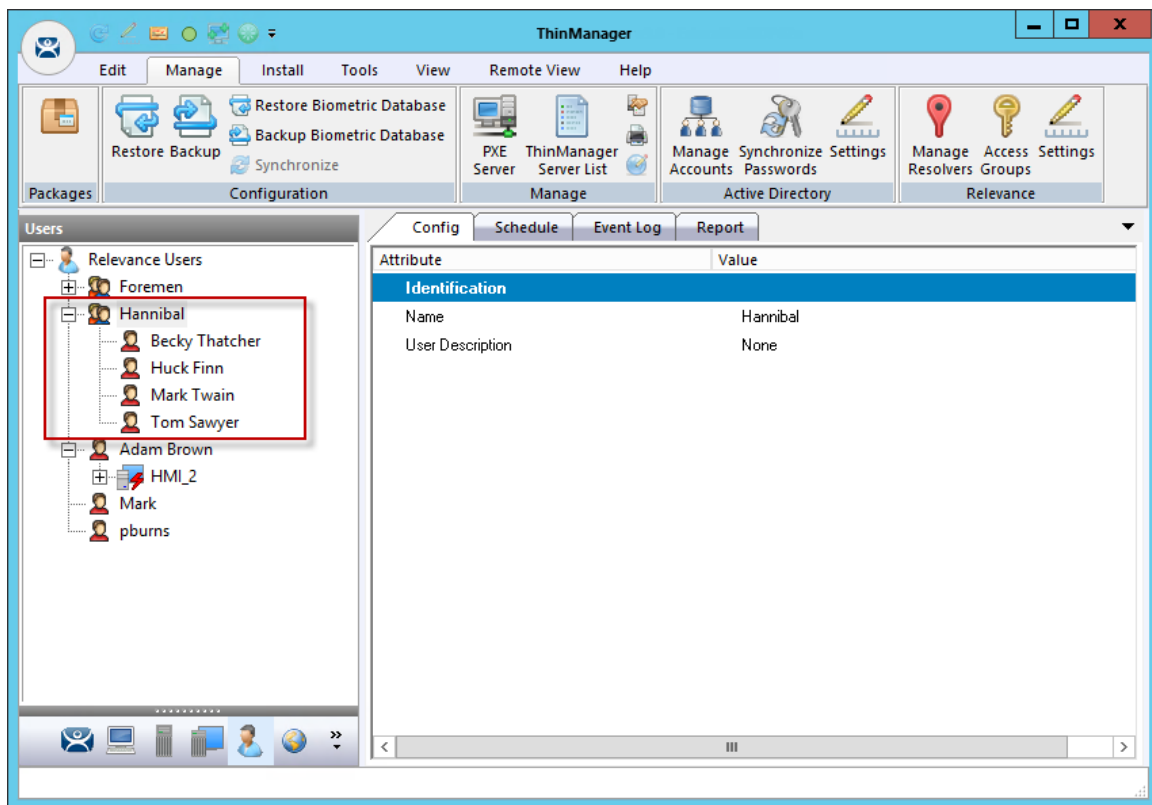 ThinManager
Edit Manage Install Tools View Remote View Help
Restore Biometric Database
Backup Biometric Database
Synchronize
Restore Backup
PXE Server
ThinManager Server List
Manage Accounts
Synchronize Passwords
Settings
Manage Resolvers
Access Groups
Settings
Packages Configuration Manage Active Directory Relevance
Users
Config Schedule Event Log Report
Relevance Users
Foremen
Hannibal
Becky Thatcher
Huck Finn
Mark Twain
Tom Sawyer
Adam Brown
HMI_2
Mark
pburns
Attribute Value
Identification
Name Hannibal
User Description None